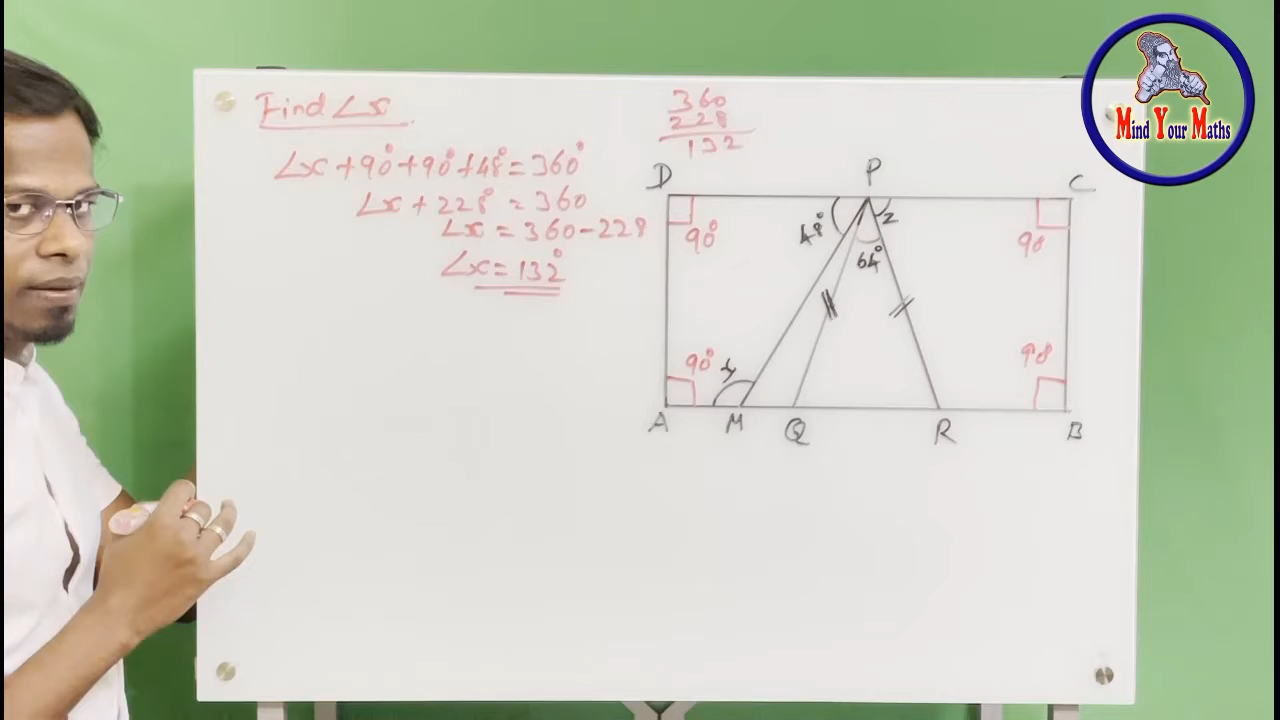 Find ∠x
∠x + 90° + 90° + 48° = 360°
∠x + 228° = 360
∠x = 360 - 228
∠x = 132°
360
228
132
D P C
48° z
90° 64° 90
90° x 90
A M Q R B
Mind Your Maths